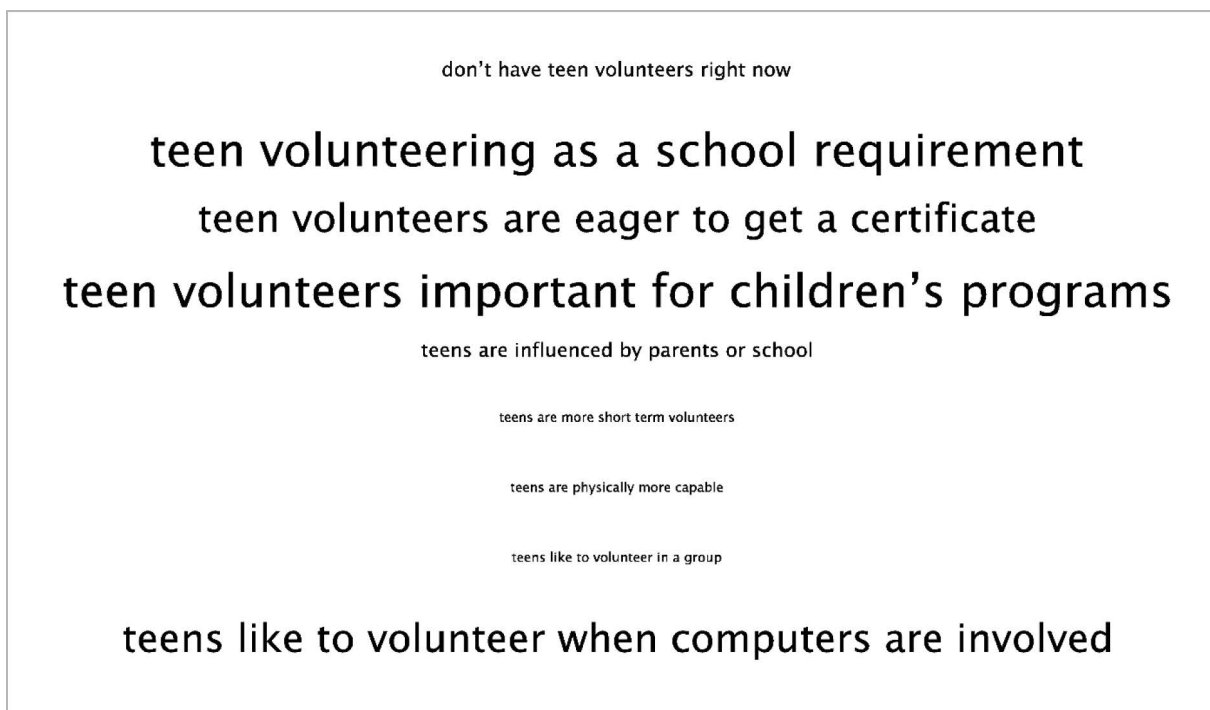 don’t have teen volunteers right now
teen volunteering as a school requirement
teen volunteers are eager to get a certificate
teen volunteers important for children’s programs
teens are influenced by parents or school
teens are more short term volunteers
teens are physically more capable
teens like to volunteer in a group
teens like to volunteer when computers are involved